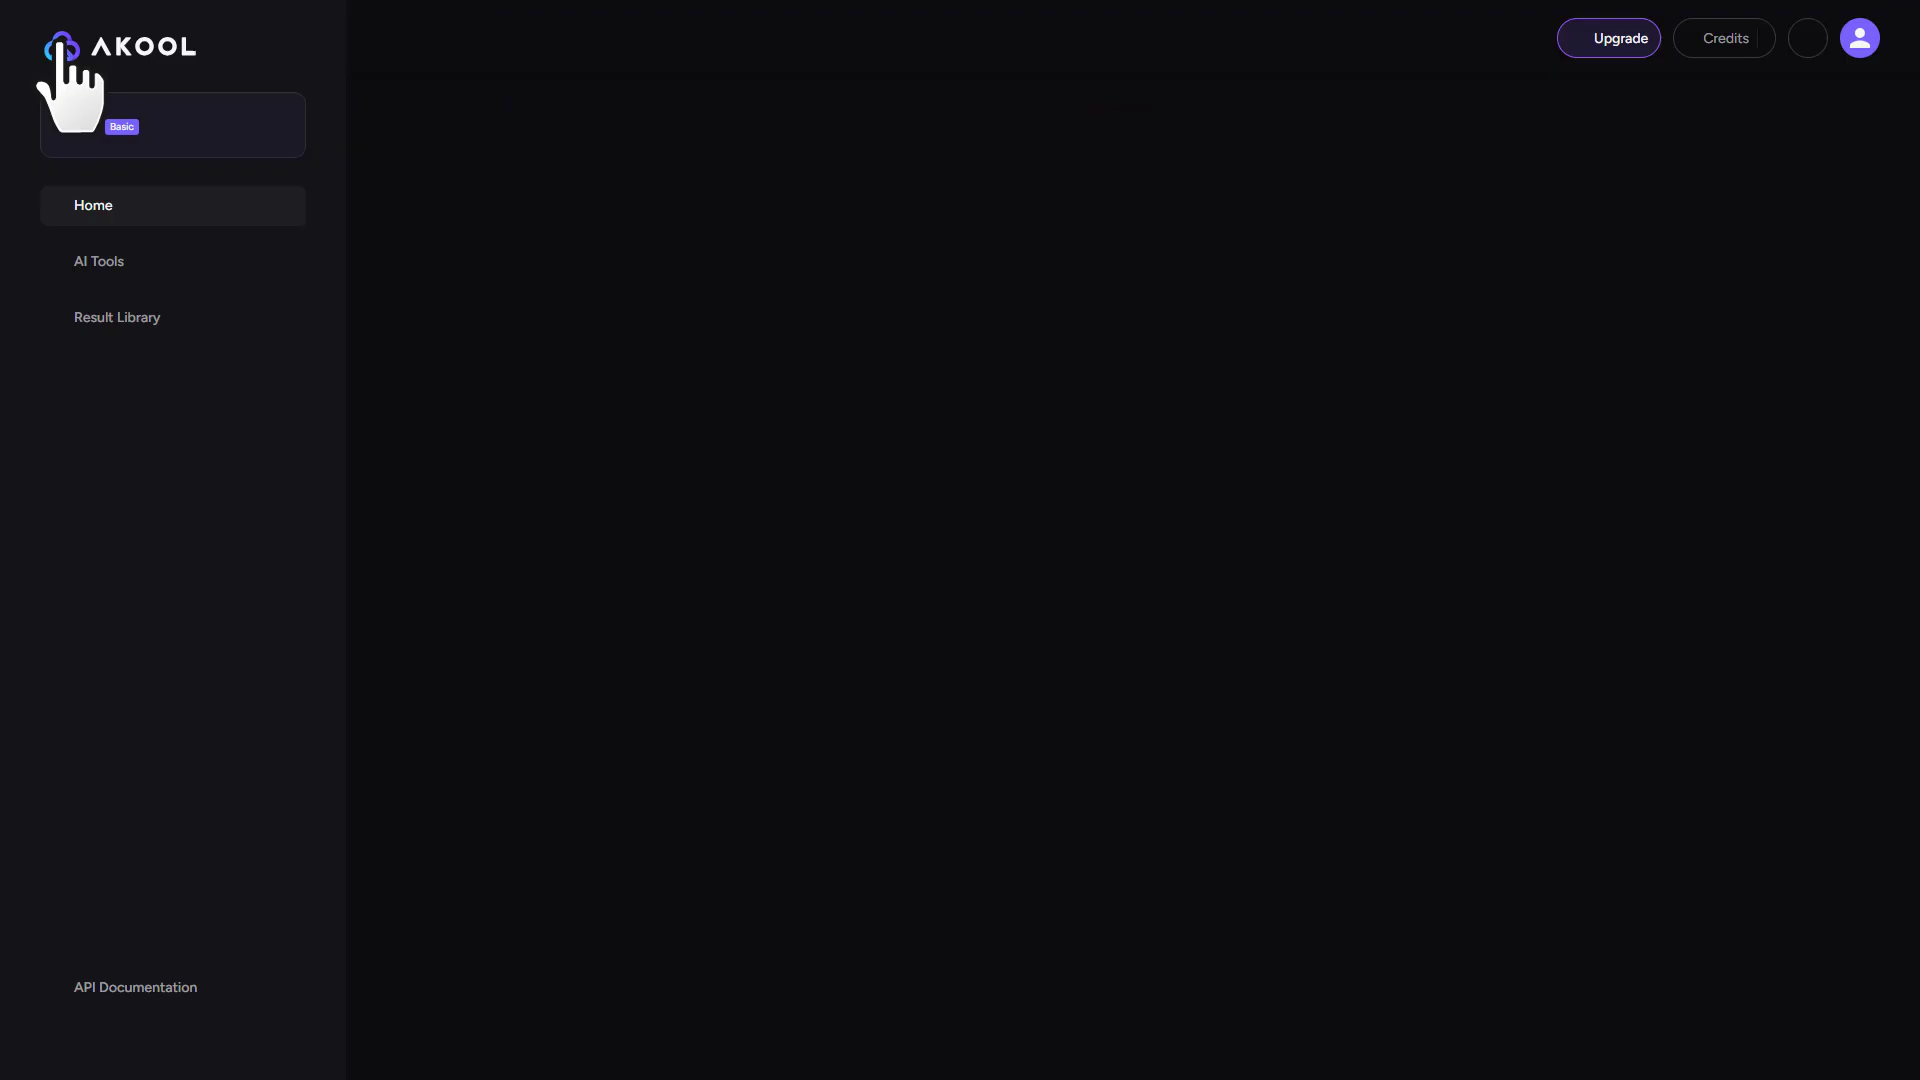 AKOOL
Upgrade
Credits
Basic
Home
AI Tools
Result Library
API Documentation